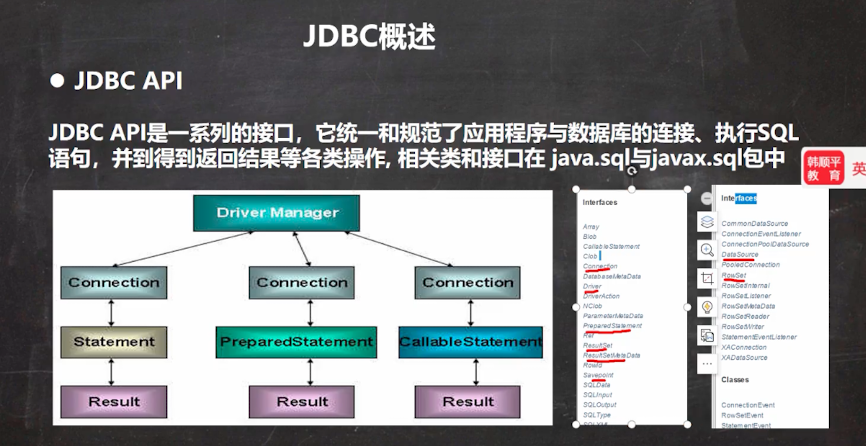 JDBC概述
● JDBC API
JDBC API是一系列的接口，它统一和规范了应用程序与数据库的连接、执行SQL
语句，并到得到返回结果等各类操作, 相关类和接口在 java.sql与javax.sql包中
韩顺平
教 育
英
Driver Manager
Connection
Connection
Connection
Statement
PreparedStatement
CallableStatement
Result
Result
Result
Interfaces
Array
Blob
CallableStatement
Clob
Connection
DatabaseMetaData
Driver
DriverAction
NClob
ParameterMetaData
PreparedStatement
Ref
ResultSet
ResultSetMetaData
RowId
Savepoint
SQLData
SQLInput
SQLOutput
SQLType
SQLXML
Interfaces
CommonDataSource
ConnectionEventListener
ConnectionPoolDataSource
DataSource
PooledConnection
RowSet
RowSetInternal
RowSetListener
RowSetMetaData
RowSetReader
RowSetWriter
StatementEventListener
XAConnection
XADataSource
Classes
ConnectionEvent
RowSetEvent
StatementEvent